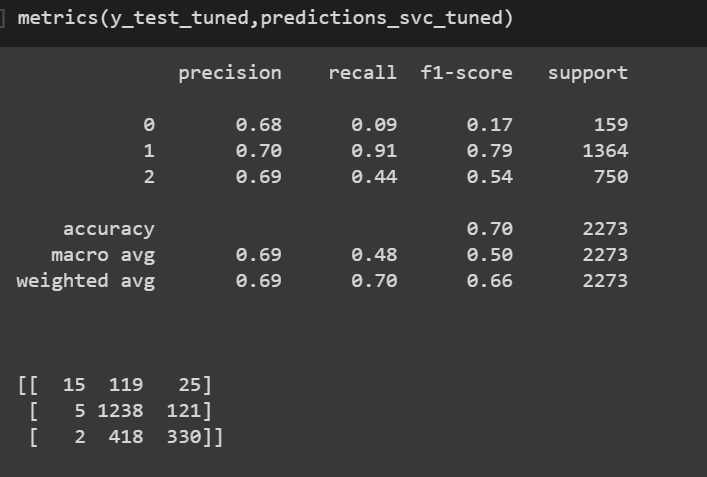 ] metrics(y_test_tuned,predictions_svc_tuned)
precision recall f1-score support
0 0.68 0.09 0.17 159
1 0.70 0.91 0.79 1364
2 0.69 0.44 0.54 750
accuracy 0.70 2273
macro avg 0.69 0.48 0.50 2273
weighted avg 0.69 0.70 0.66 2273
[[ 15 119 25]
[ 5 1238 121]
[ 2 418 330]]